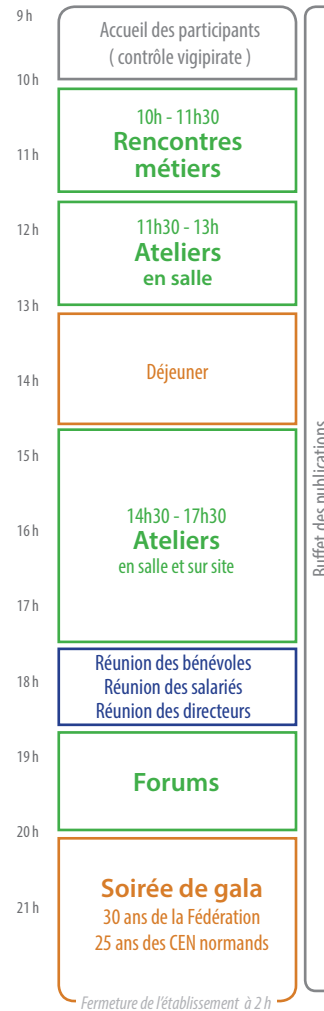 9 h
Accueil des participants
( contrôle vigipirate )
10 h
10h - 11h30
Rencontres
métiers
11 h
12 h
11h30 - 13h
Ateliers
en salle
13 h
Déjeuner
14 h
15 h
14h30 - 17h30
Ateliers
en salle et sur site
16 h
17 h
Réunion des bénévoles
Réunion des salariés
Réunion des directeurs
18 h
19 h
Forums
20 h
Soirée de gala
30 ans de la Fédération
25 ans des CEN normands
21 h
Fermeture de l'établissement à 2 h
Buffet des publications